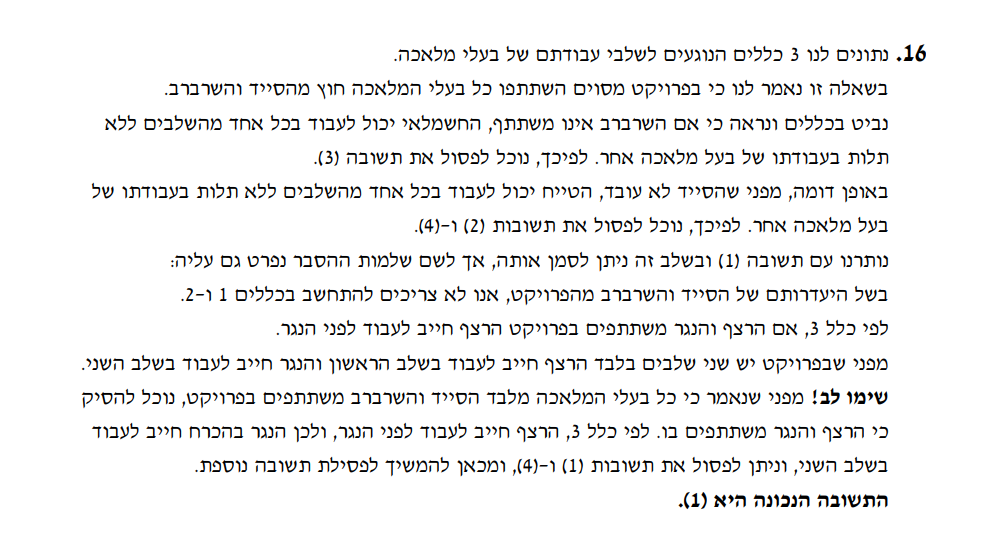 16. נתונים לנו 3 כללים הנוגעים לשלבי עבודתם של בעלי מלאכה.
בשאלה זו נאמר לנו כי בפרויקט מסוים השתתפו כל בעלי המלאכה חוץ מהסייד והשרברב.
נביט בכללים ונראה כי אם השרברב אינו משתתף, החשמלאי יכול לעבוד בכל אחד מהשלבים ללא
תלות בעבודתו של בעל מלאכה אחר. לפיכך, נוכל לפסול את תשובה (3).
באופן דומה, מפני שהסייד לא עובד, הטייח יכול לעבוד בכל אחד מהשלבים ללא תלות בעבודתו של
בעל מלאכה אחר. לפיכך, נוכל לפסול את תשובות (2) ו-(4).
נותרנו עם תשובה (1) ובשלב זה ניתן לסמן אותה, אך לשם שלמות ההסבר נפרט גם עליה:
בשל היעדרותם של הסייד והשרברב מהפרויקט, אנו לא צריכים להתחשב בכללים 1 ו-2.
לפי כלל 3, אם הרצף והנגר משתתפים בפרויקט הרצף חייב לעבוד לפני הנגר.
מפני שבפרויקט יש שני שלבים בלבד הרצף חייב לעבוד בשלב הראשון והנגר חייב לעבוד בשלב השני.
שימו לב! מפני שנאמר כי כל בעלי המלאכה מלבד הסייד והשרברב משתתפים בפרויקט, נוכל להסיק
כי הרצף והנגר משתתפים בו. לפי כלל 3, הרצף חייב לעבוד לפני הנגר, ולכן הנגר בהכרח חייב לעבוד
בשלב השני, וניתן לפסול את תשובות (1) ו-(4), ומכאן להמשיך לפסילת תשובה נוספת.
התשובה הנכונה היא (1).